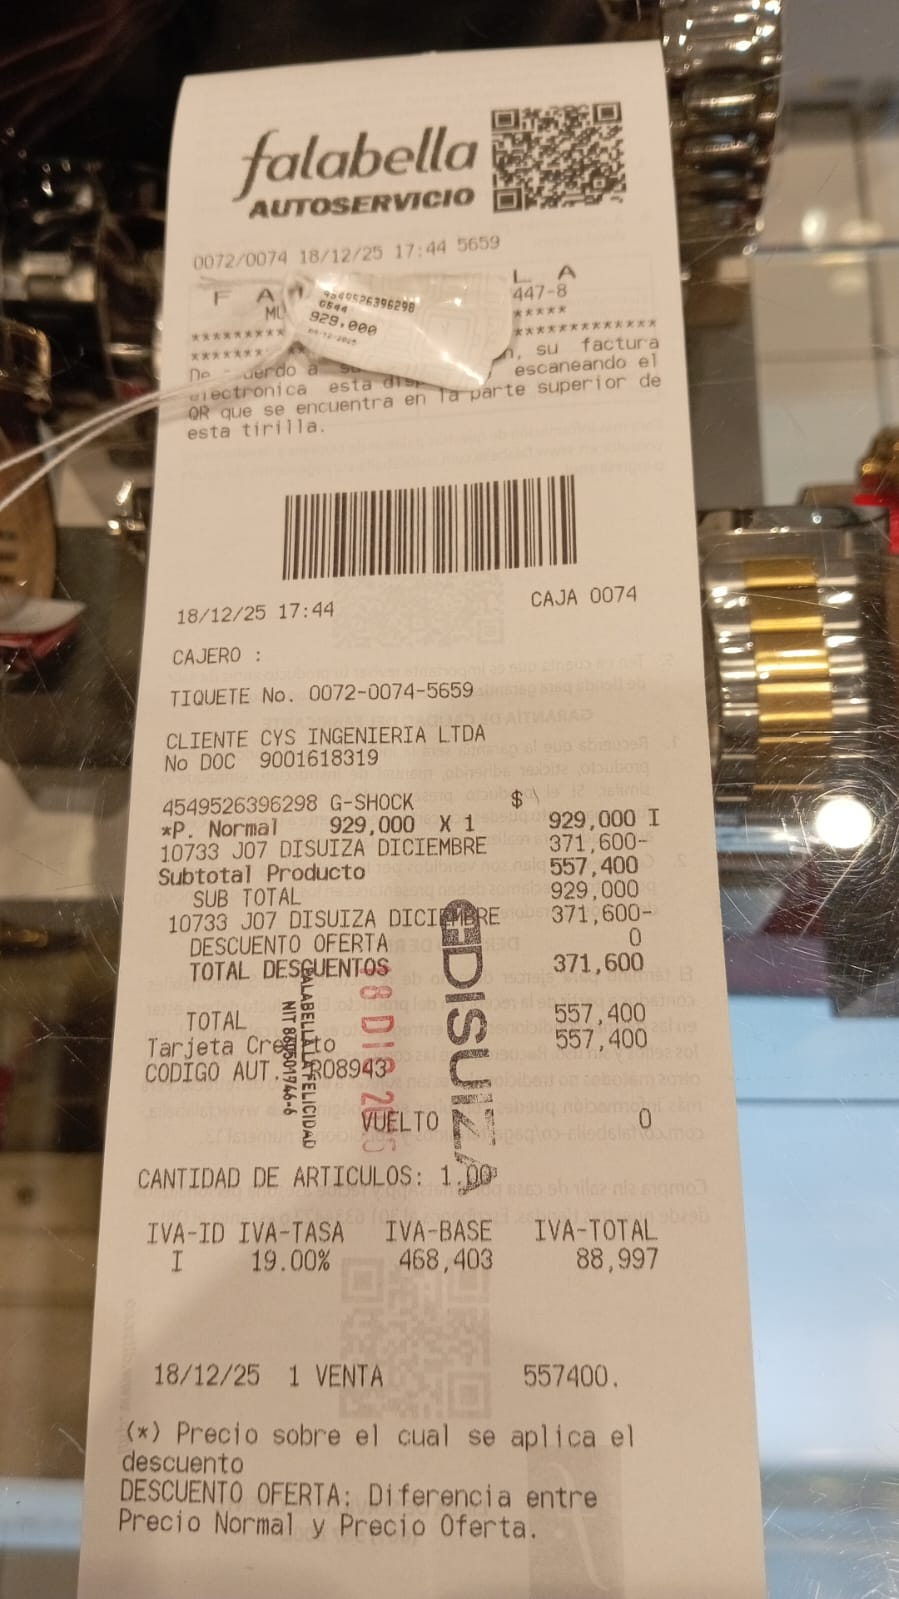 falabella
AUTOSERVICIO
0072/0074 18/12/25 17:44 5659
F A L A
447-8
4549526396298
929,000
*****
*********
*************
su factura
electronica esta escaneando el
QR que se encuentra en la parte superior de
esta tirilla.
18/12/25 17:44 CAJA 0074
CAJERO :
TIQUETE No. 0072-0074-5659
CLIENTE CYS INGENIERIA LTDA
No DOC 9001618319
4549526396298 G-SHOCK $
*P. Normal 929,000 X 1 929,000 I
10733 J07 DISUIZA DICIEMBRE 371,600-
Subtotal Producto 557,400
SUB TOTAL 929,000
10733 J07 DISUIZA DICIEMBRE 371,600-
DESCUENTO OFERTA 0
TOTAL DESCUENTOS 371,600
TOTAL 557,400
Tarjeta 557,400
CODIGO AUT.
VUELTO 0
DISUIZA
FALABELLA LA FELICIDAD
CANTIDAD DE ARTICULOS: 1.00
IVA-ID IVA-TASA IVA-BASE IVA-TOTAL
I 19.00% 468,403 88,997
18/12/25 1 VENTA 557400.
(*) Precio sobre el cual se aplica el
descuento
DESCUENTO OFERTA: Diferencia entre
Precio Normal y Precio Oferta.